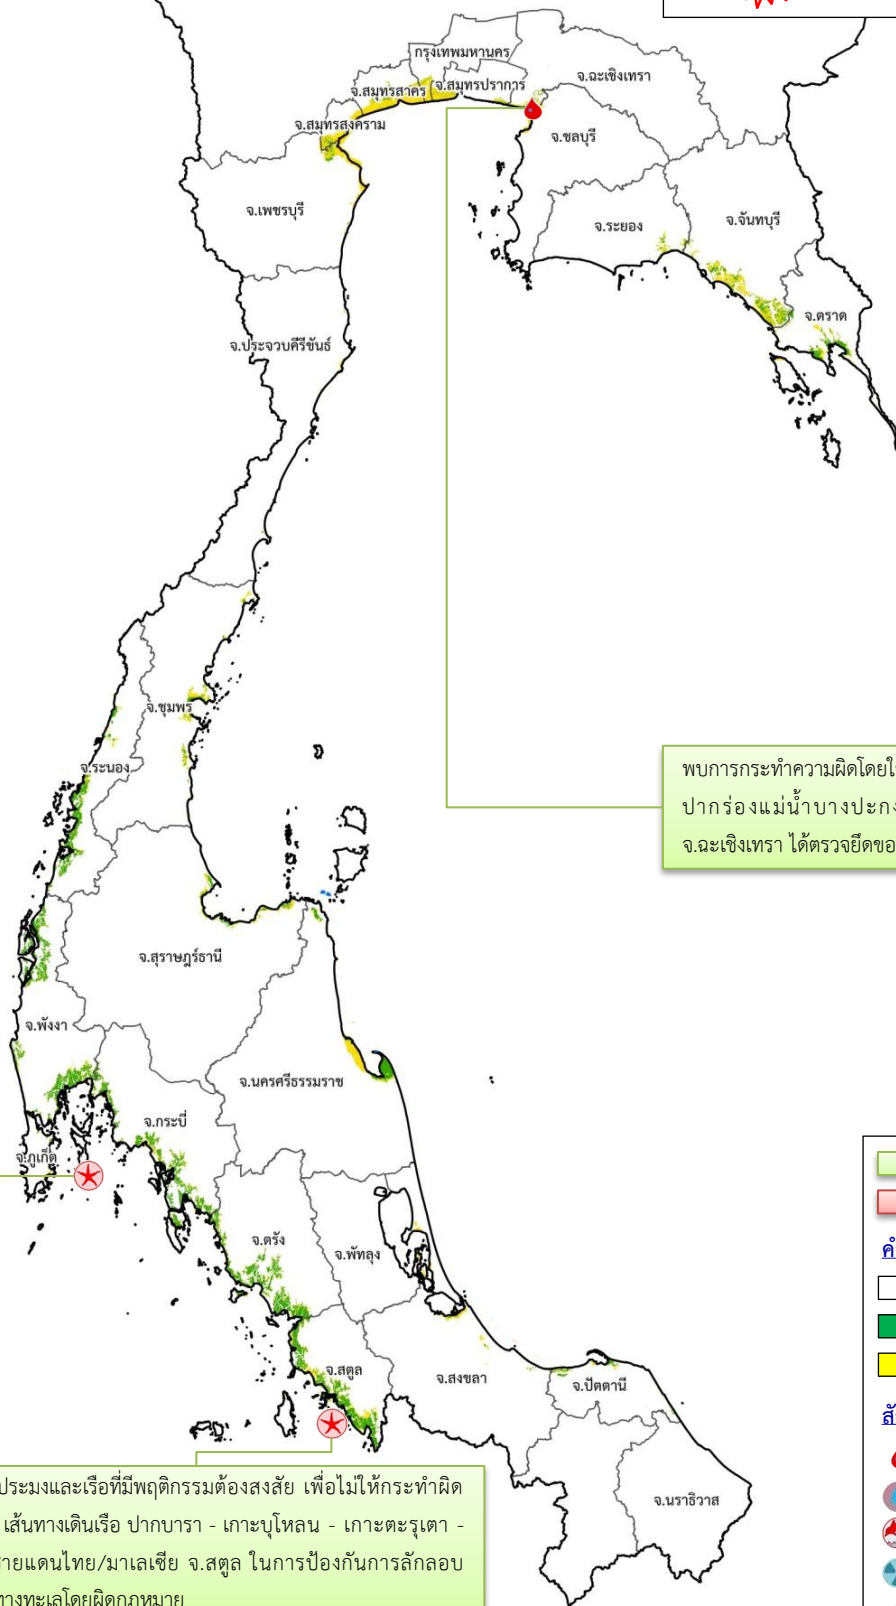 กรุงเทพมหานคร
จ.สมุทรสาคร
จ.สมุทรปราการ
จ.ฉะเชิงเทรา
จ.สมุทรสงคราม
จ.ชลบุรี
จ.เพชรบุรี
จ.ระยอง
จ.จันทบุรี
จ.ตราด
จ.ประจวบคีรีขันธ์
จ.ชุมพร
จ.ระนอง
พบการกระทำความผิดโดยใ
ปากร่องแม่น้ำบางปะกง
จ.ฉะเชิงเทรา ได้ตรวจยึดขอ
จ.สุราษฎร์ธานี
จ.พังงา
จ.นครศรีธรรมราช
จ.กระบี่
จ.ภูเก็ต
จ.ตรัง
จ.พัทลุง
จ.สตูล
จ.สงขลา
จ.ปัตตานี
จ.นราธิวาส
ประมงและเรือที่มีพฤติกรรมต้องสงสัย เพื่อไม่ให้กระทำผิด
เส้นทางเดินเรือ ปากบารา - เกาะบุโหลน - เกาะตะรุเตา -
ายแดนไทย/มาเลเซีย จ.สตูล ในการป้องกันการลักลอบ
ทางทะเลโดยผิดกฎหมาย